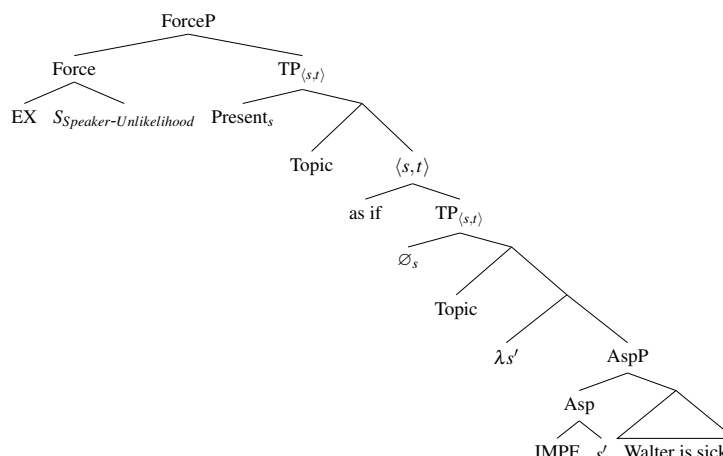 ForceP
Force TP⟨s,t⟩
EX S_Speaker-Unlikelihood Present_s
Topic ⟨s,t⟩
as if TP⟨s,t⟩
∅_s
Topic
λs′ AspP
Asp
IMPF s′ Walter is sick